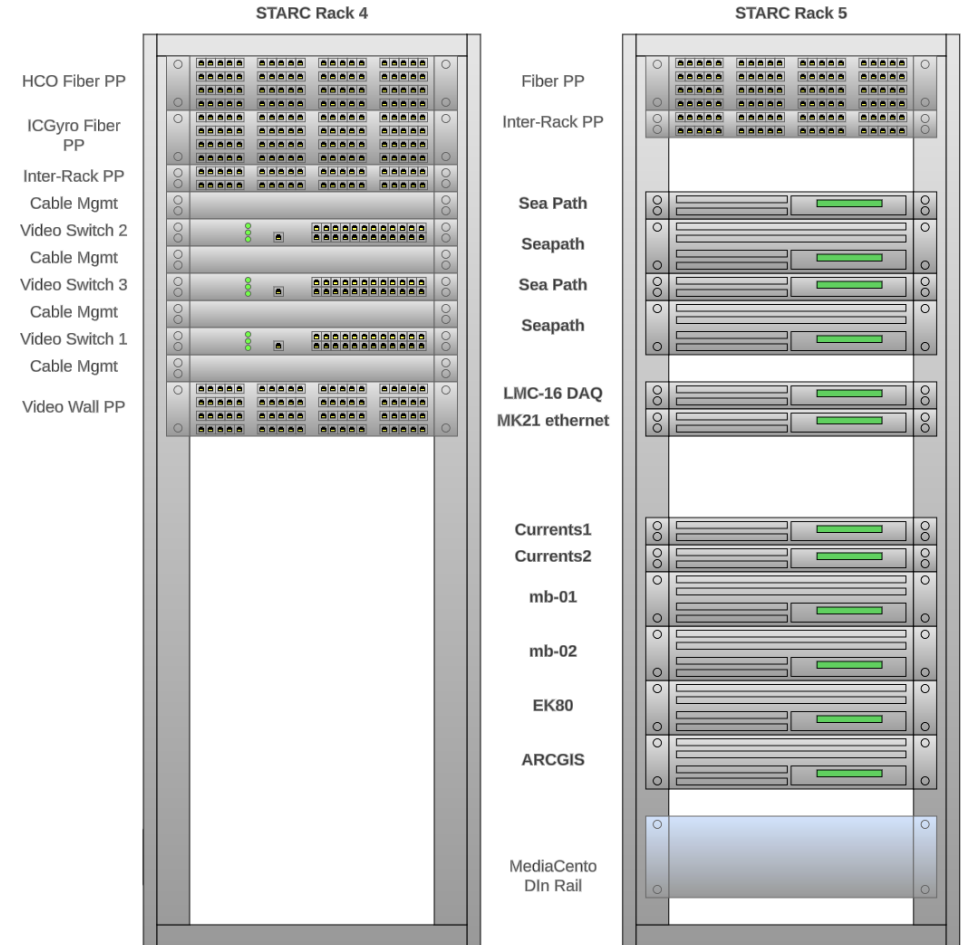 STARC Rack 4
HCO Fiber PP
ICGyro Fiber
PP
Inter-Rack PP
Cable Mgmt
Video Switch 2
Cable Mgmt
Video Switch 3
Cable Mgmt
Video Switch 1
Cable Mgmt
Video Wall PP
STARC Rack 5
Fiber PP
Inter-Rack PP
Sea Path
Seapath
Sea Path
Seapath
LMC-16 DAQ
MK21 ethernet
Currents1
Currents2
mb-01
mb-02
EK80
ARCGIS
MediaCento
DIn Rail